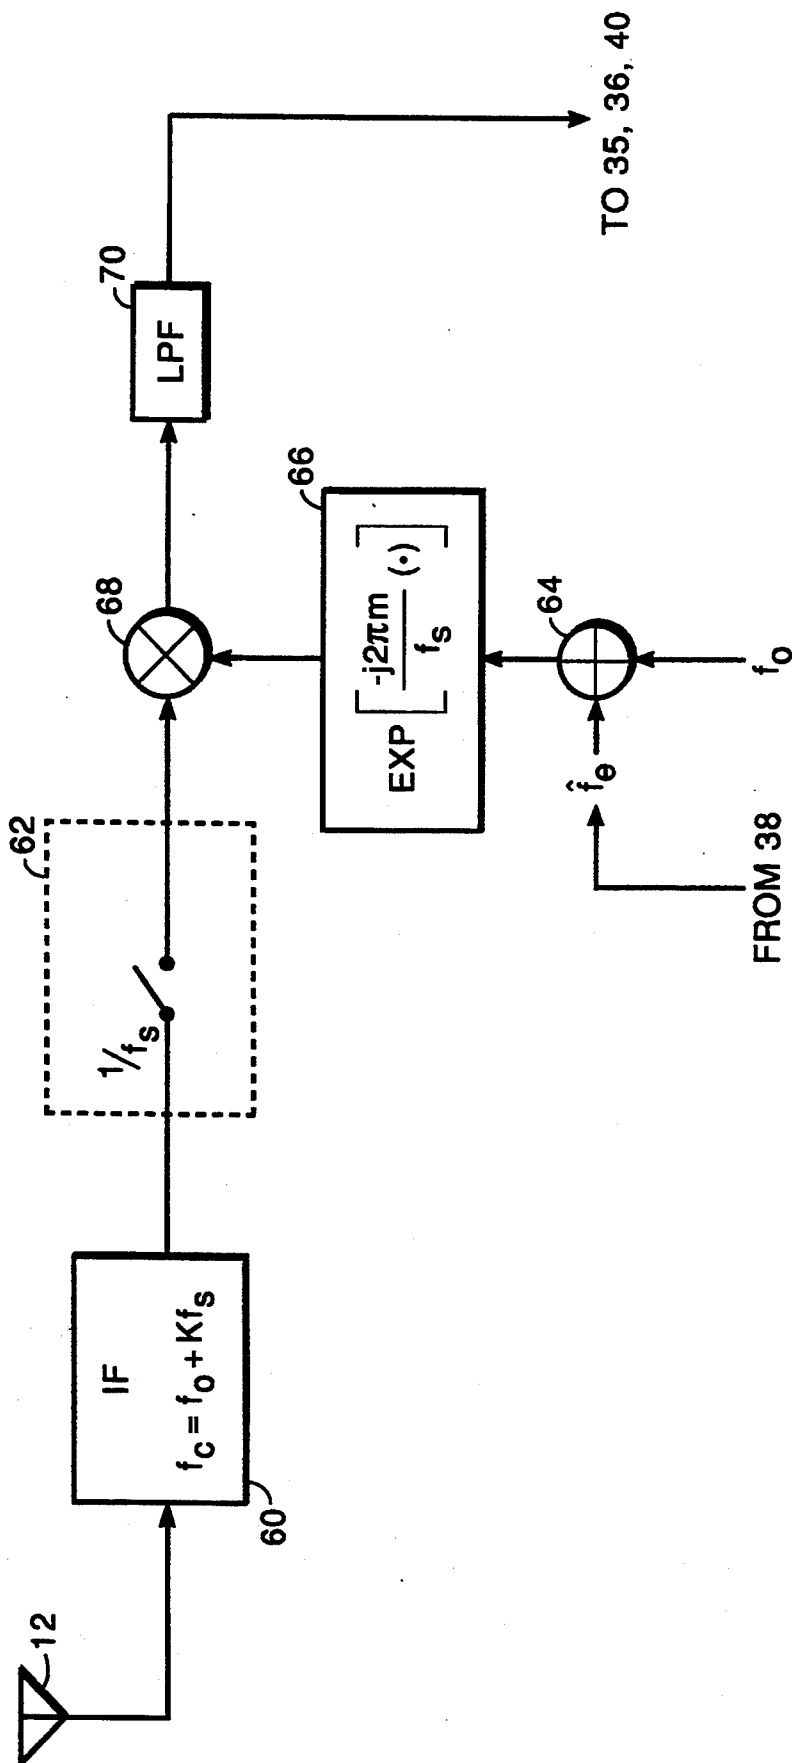 12
60
IF
f_c = f_o + Kf_s
62
1/f_s
68
70
LPF
TO 35, 36, 40
66
EXP [ -j2πm / f_s (·) ]
64
f̂_e
f_o
FROM 38